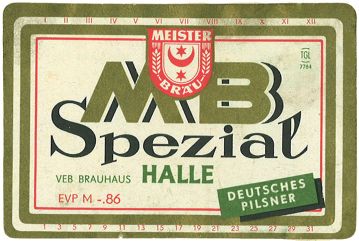 I II III IV V VI VII VIII IX X XI XII
MEISTER
BRÄU
TGL
7764
MB
Spezial
VEB BRAUHAUS HALLE
EVP M -.86
DEUTSCHES
PILSNER
1 3 5 7 9 11 13 15 17 19 21 23 25 27 29 31